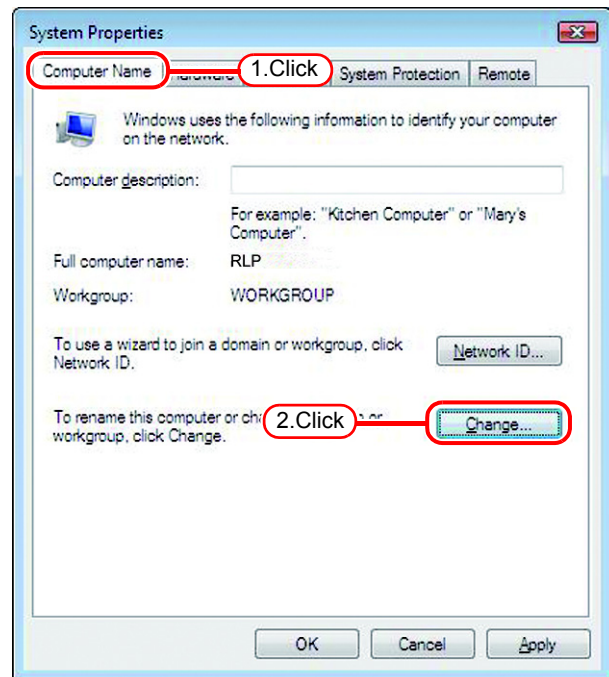 System Properties
Computer Name 1.Click System Protection Remote
Windows uses the following information to identify your computer
on the network.
Computer description:
For example: "Kitchen Computer" or "Mary's
Computer".
Full computer name: RLP
Workgroup: WORKGROUP
To use a wizard to join a domain or workgroup, click
Network ID.
Network ID...
To rename this computer or 2.Click or
workgroup, click Change.
Change...
OK Cancel Apply